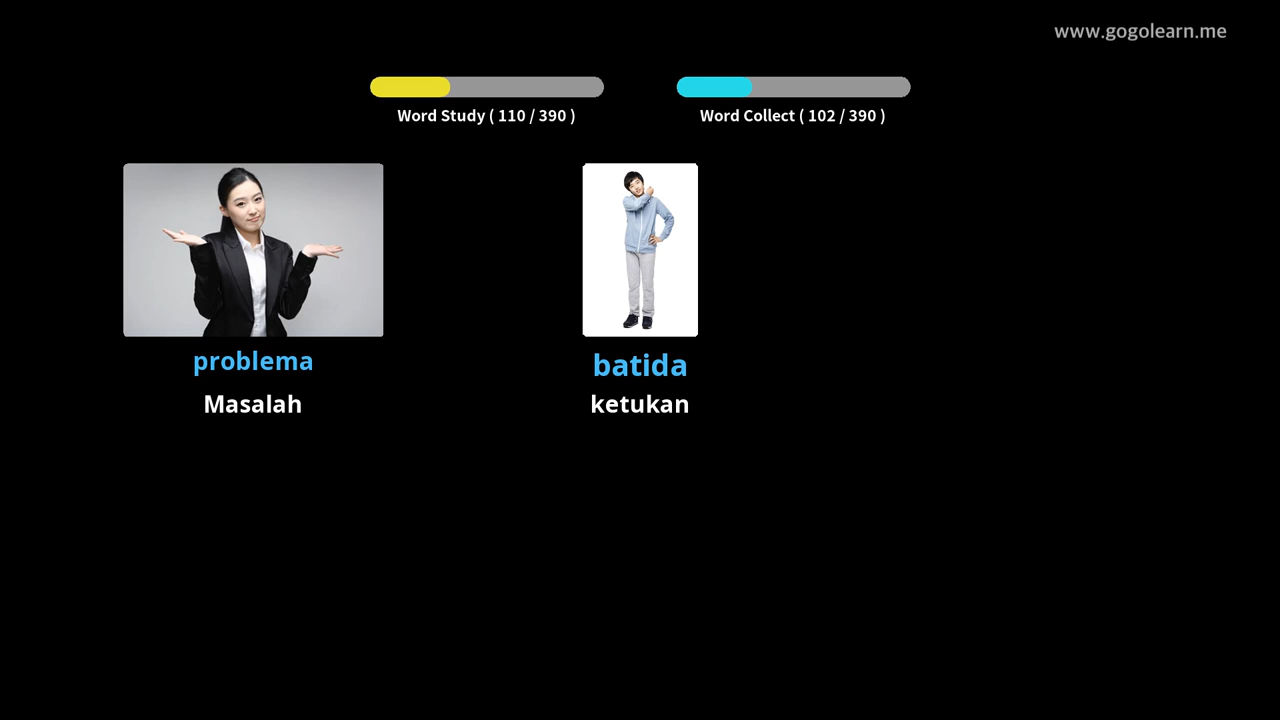 www.gogolearn.me
Word Study ( 110 / 390 )
Word Collect ( 102 / 390 )
problema
Masalah
batida
ketukan